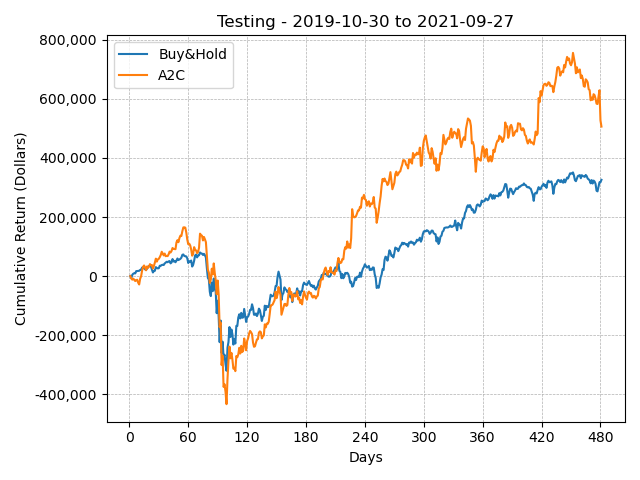 Testing - 2019-10-30 to 2021-09-27
Buy&Hold
A2C
Cumulative Return (Dollars)
800,000
600,000
400,000
200,000
0
-200,000
-400,000
0 60 120 180 240 300 360 420 480
Days